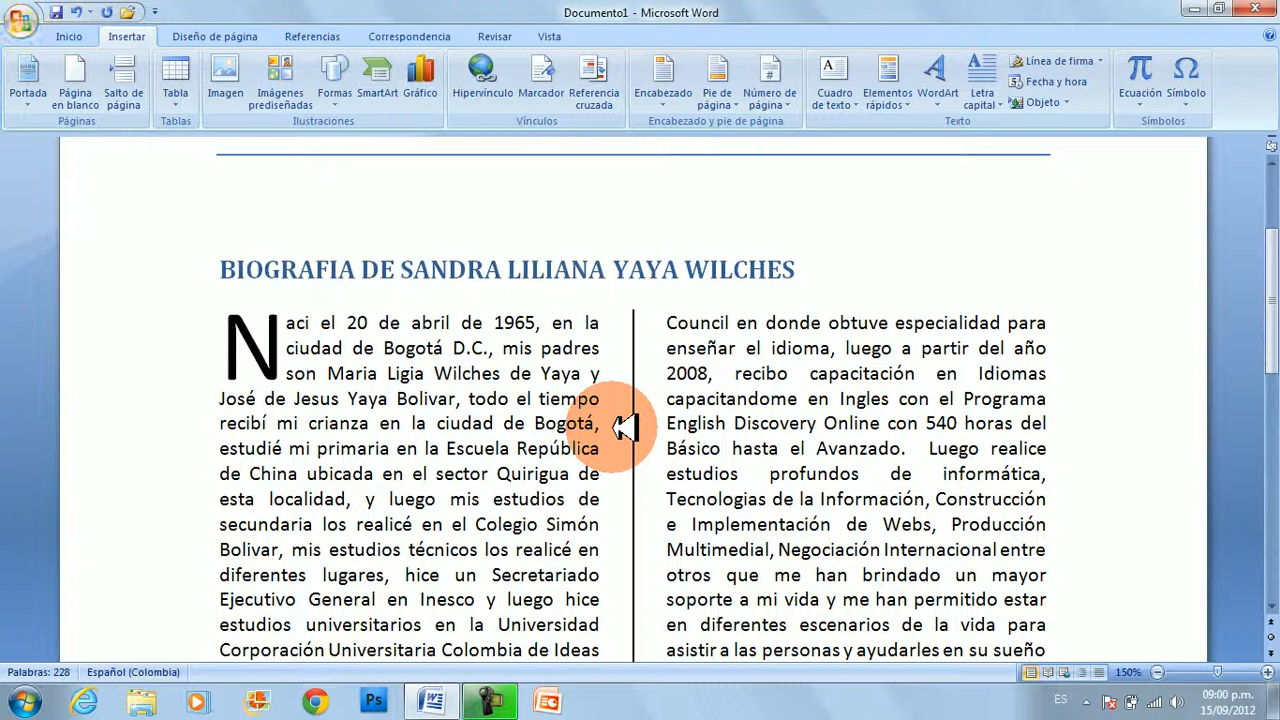 Documento1 - Microsoft Word
Inicio Insertar Diseño de página Referencias Correspondencia Revisar Vista
Portada Página en blanco Salto de página
Tabla
Imagen Imágenes prediseñadas Formas SmartArt Gráfico
Hipervínculo Marcador Referencia cruzada
Encabezado Pie de página Número de página
Cuadro de texto Elementos rápidos WordArt Letra capital
Línea de firma
Fecha y hora
Objeto
Ecuación Símbolo
Páginas Tablas Ilustraciones Vínculos Encabezado y pie de página Texto Símbolos
BIOGRAFIA DE SANDRA LILIANA YAYA WILCHES
Naci el 20 de abril de 1965, en la
ciudad de Bogotá D.C., mis padres
son Maria Ligia Wilches de Yaya y
José de Jesus Yaya Bolivar, todo el tiempo
recibí mi crianza en la ciudad de Bogotá,
estudié mi primaria en la Escuela República
de China ubicada en el sector Quirigua de
esta localidad, y luego mis estudios de
secundaria los realicé en el Colegio Simón
Bolivar, mis estudios técnicos los realicé en
diferentes lugares, hice un Secretariado
Ejecutivo General en Inesco y luego hice
estudios universitarios en la Universidad
Corporación Universitaria Colombia de Ideas
Council en donde obtuve especialidad para
enseñar el idioma, luego a partir del año
2008, recibo capacitación en Idiomas
capacitandome en Ingles con el Programa
English Discovery Online con 540 horas del
Básico hasta el Avanzado. Luego realice
estudios profundos de informática,
Tecnologias de la Información, Construcción
e Implementación de Webs, Producción
Multimedial, Negociación Internacional entre
otros que me han brindado un mayor
soporte a mi vida y me han permitido estar
en diferentes escenarios de la vida para
asistir a las personas y ayudarles en su sueño
Palabras: 228 Español (Colombia) 150%
Ps ES 09:00 p.m.
15/09/2012